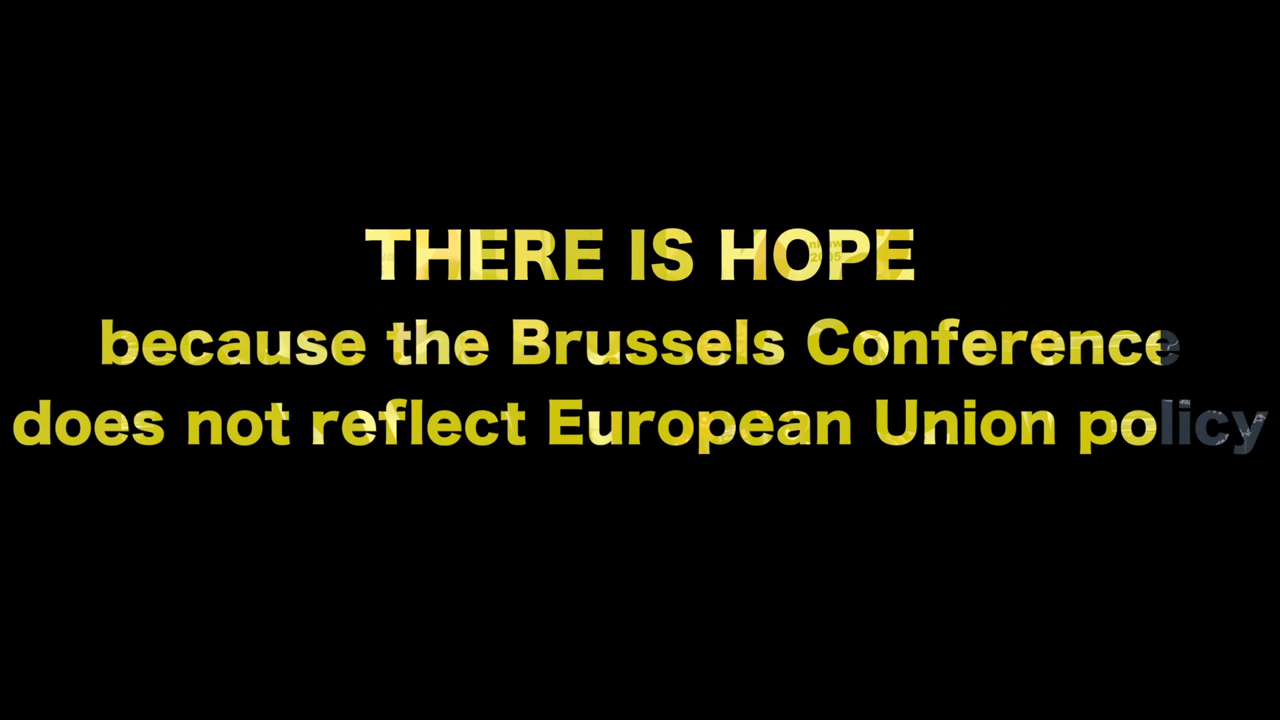 THERE IS HOPE
because the Brussels Conference
does not reflect European Union policy